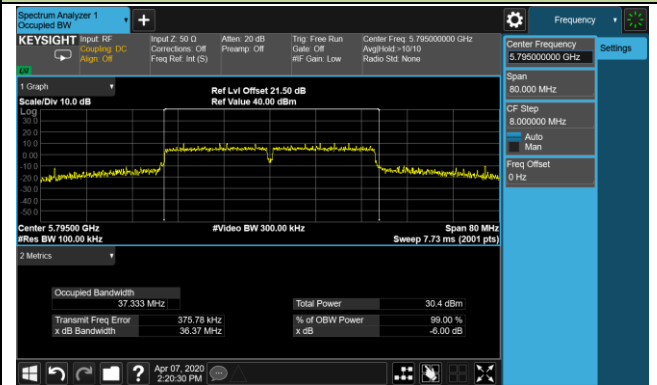 Spectrum Analyzer 1
Occupied BW
Frequency
KEYSIGHT
Input: RF
Coupling: DC
Align: Off
Input Z: 50 Ω
Corrections: Off
Freq Ref: Int (S)
Atten: 20 dB
Preamp: Off
Trig: Free Run
Gate: Off
#IF Gain: Low
Center Freq: 5.795000000 GHz
Avg|Hold:>10/10
Radio Std: None
Center Frequency
5.795000000 GHz
Settings
Span
80.000 MHz
CF Step
8.000000 MHz
Auto
Man
Freq Offset
0 Hz
1 Graph
Scale/Div 10.0 dB
Ref Lvl Offset 21.50 dB
Ref Value 40.00 dBm
Log
30.0
20.0
10.0
0.00
-10.0
-20.0
-30.0
-40.0
-50.0
Center 5.79500 GHz
#Res BW 100.00 kHz
#Video BW 300.00 kHz
Span 80 MHz
Sweep 7.73 ms (2001 pts)
2 Metrics
Occupied Bandwidth
37.333 MHz
Total Power 30.4 dBm
Transmit Freq Error 375.78 kHz
% of OBW Power 99.00 %
x dB Bandwidth 36.37 MHz
x dB -6.00 dB
?
Apr 07, 2020
2:20:30 PM